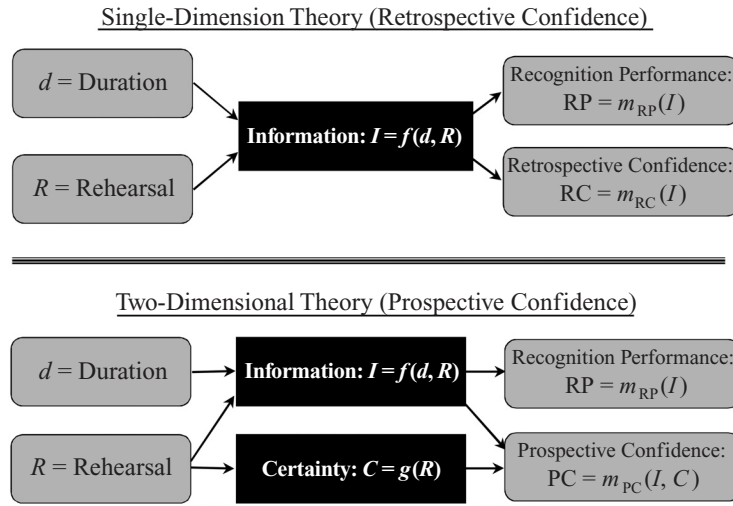 Single-Dimension Theory (Retrospective Confidence)
d = Duration
R = Rehearsal
Information: I = f(d, R)
Recognition Performance:
RP = m_RP(I)
Retrospective Confidence:
RC = m_RC(I)
Two-Dimensional Theory (Prospective Confidence)
d = Duration
R = Rehearsal
Information: I = f(d, R)
Certainty: C = g(R)
Recognition Performance:
RP = m_RP(I)
Prospective Confidence:
PC = m_PC(I, C)